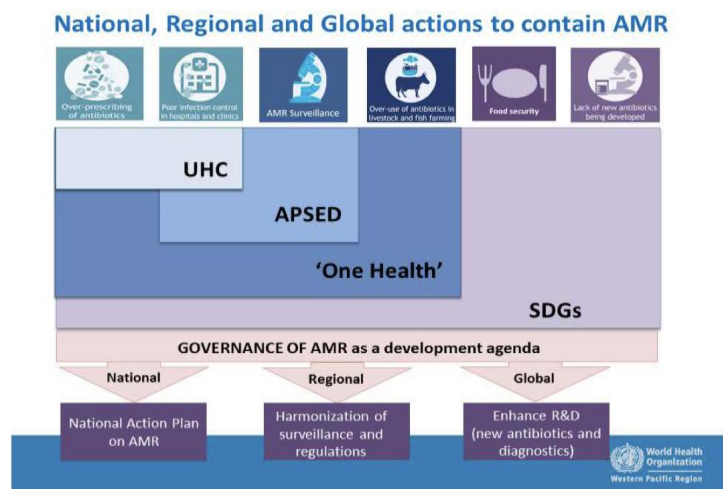 National, Regional and Global actions to contain AMR
Over-prescribing
of antibiotics
Poor infection control
in hospitals and clinics
AMR Surveillance
Over-use of antibiotics in
livestock and fish farming
Food security
Lack of new antibiotics
being developed
UHC
APSED
‘One Health’
SDGs
GOVERNANCE OF AMR as a development agenda
National
Regional
Global
National Action Plan
on AMR
Harmonization of
surveillance and
regulations
Enhance R&D
(new antibiotics and
diagnostics)
World Health
Organization
Western Pacific Region